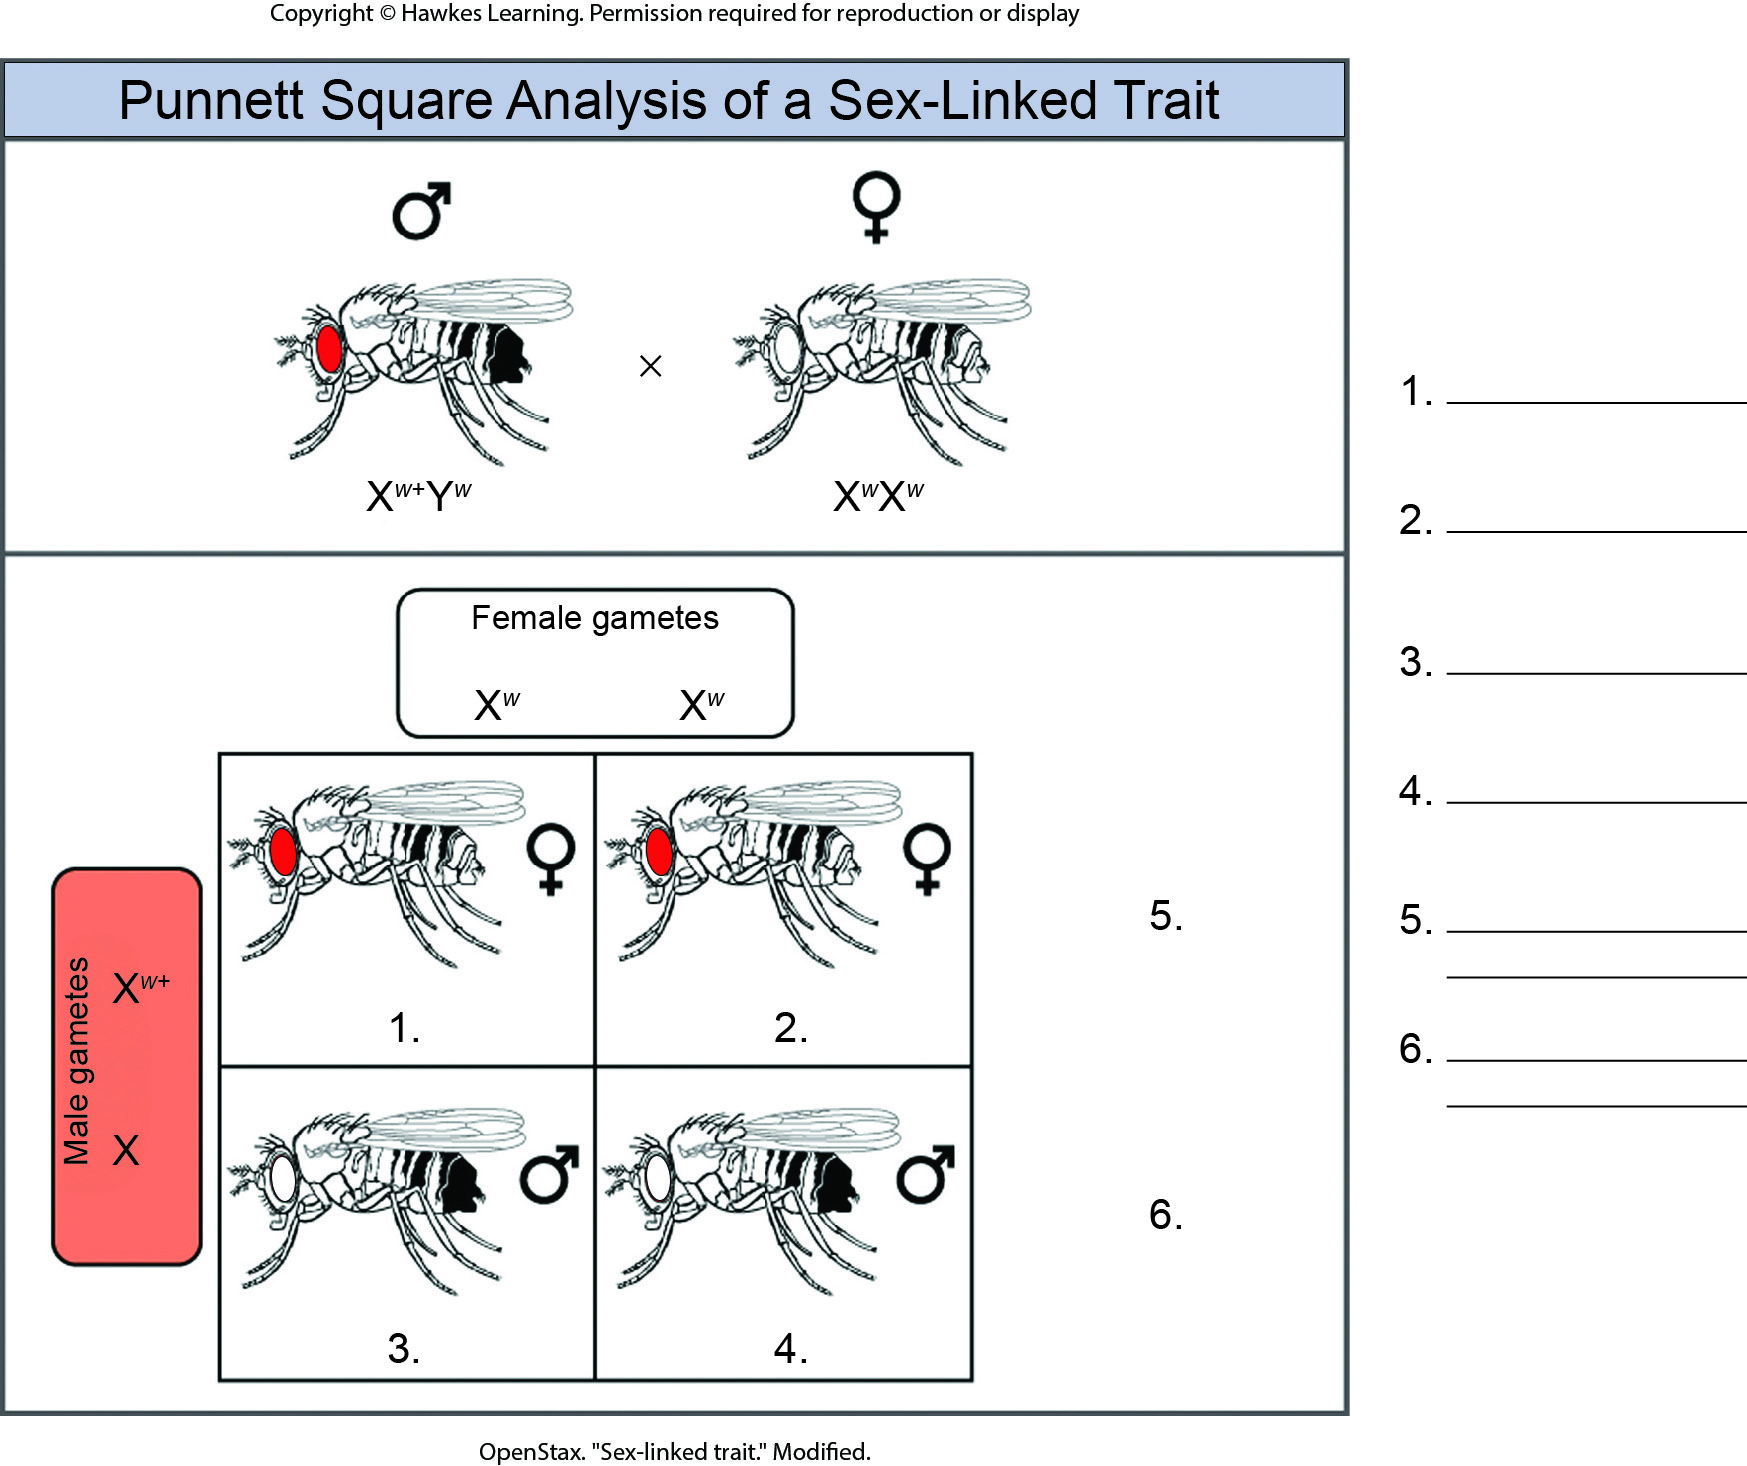 Copyright © Hawkes Learning. Permission required for reproduction or display
Punnett Square Analysis of a Sex-Linked Trait
♂ ♀
×
Xʷ⁺Yʷ XʷXʷ
Female gametes
Xʷ Xʷ
♀ ♀
Male gametes
Xʷ⁺
X
1. 2.
♂ ♂
3. 4.
5.
6.
1.
2.
3.
4.
5.
6.
OpenStax. "Sex-linked trait." Modified.